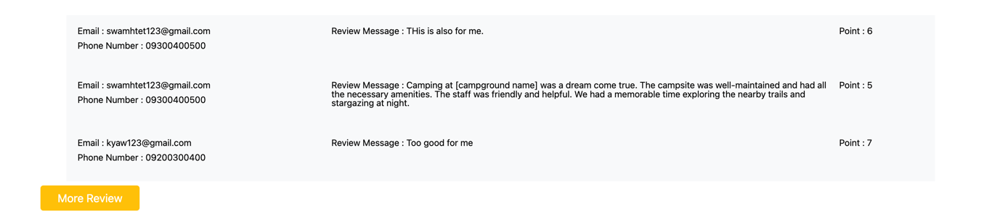 Email : swamhtet123@gmail.com
Phone Number : 09300400500
Review Message : THis is also for me.
Point : 6
Email : swamhtet123@gmail.com
Phone Number : 09300400500
Review Message : Camping at [campground name] was a dream come true. The campsite was well-maintained and had all
the necessary amenities. The staff was friendly and helpful. We had a memorable time exploring the nearby trails and
stargazing at night.
Point : 5
Email : kyaw123@gmail.com
Phone Number : 09200300400
Review Message : Too good for me
Point : 7
More Review